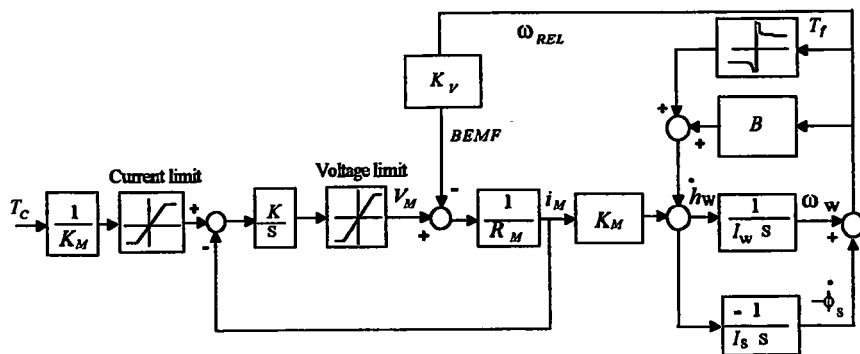 ω_REL
T_f
K_V
+
+
B
BEMF
Current limit
Voltage limit
T_C
1
K_M
+
-
K
s
V_M
-
+
1
R_M
i_M
K_M
ḣ_W
1
I_w s
ω_W
+
- 1
I_S s
-φ̇_s